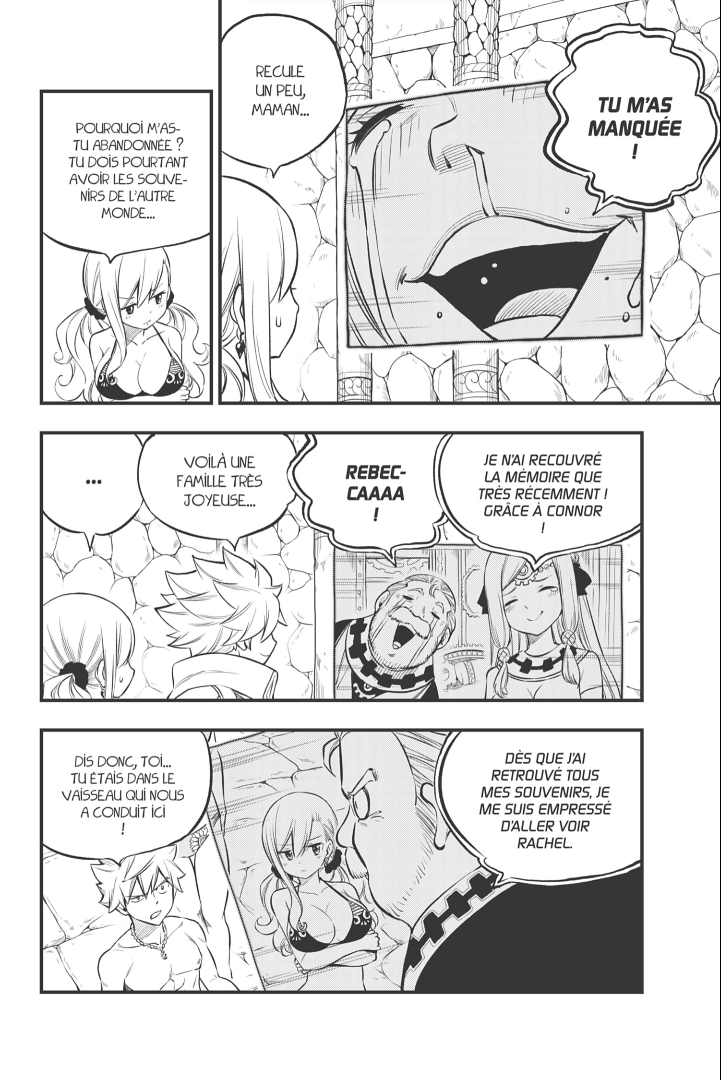 TU M'AS
MANQUÉE
!
RECULE
UN PEU,
MAMAN...
POURQUOI M'AS-
TU ABANDONNÉE ?
TU DOIS POURTANT
AVOIR LES SOUVE-
NIRS DE L'AUTRE
MONDE...
JE N'AI RECOUVRÉ
LA MÉMOIRE QUE
TRÈS RÉCEMMENT !
GRÂCE À CONNOR
!
REBEC-
CAAAA
!
VOILÀ UNE
FAMILLE TRÈS
JOYEUSE...
...
DÈS QUE J'AI
RETROUVÉ TOUS
MES SOUVENIRS, JE
ME SUIS EMPRESSÉ
D'ALLER VOIR
RACHEL.
DIS DONC, TOI...
TU ÉTAIS DANS LE
VAISSEAU QUI NOUS
A CONDUIT ICI
!